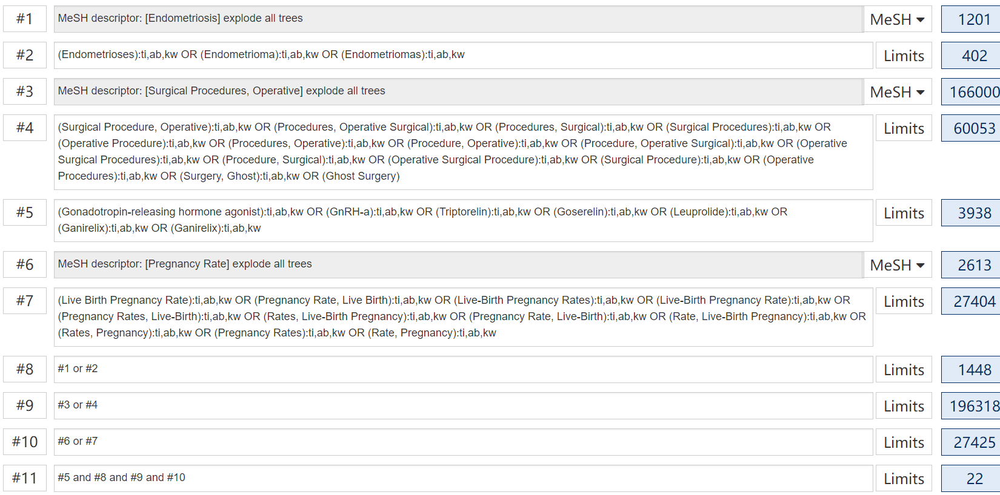 #1 MeSH descriptor: [Endometriosis] explode all trees MeSH 1201
#2 (Endometrioses):ti,ab,kw OR (Endometrioma):ti,ab,kw OR (Endometriomas):ti,ab,kw Limits 402
#3 MeSH descriptor: [Surgical Procedures, Operative] explode all trees MeSH 166000
#4 (Surgical Procedure, Operative):ti,ab,kw OR (Procedures, Operative Surgical):ti,ab,kw OR (Procedures, Surgical):ti,ab,kw OR (Surgical Procedures):ti,ab,kw OR Limits 60053
(Operative Procedure):ti,ab,kw OR (Procedures, Operative):ti,ab,kw OR (Procedure, Operative):ti,ab,kw OR (Procedure, Operative Surgical):ti,ab,kw OR (Operative
Surgical Procedures):ti,ab,kw OR (Procedure, Surgical):ti,ab,kw OR (Operative Surgical Procedure):ti,ab,kw OR (Surgical Procedure):ti,ab,kw OR (Operative
Procedures):ti,ab,kw OR (Surgery, Ghost):ti,ab,kw OR (Ghost Surgery)
#5 (Gonadotropin-releasing hormone agonist):ti,ab,kw OR (GnRH-a):ti,ab,kw OR (Triptorelin):ti,ab,kw OR (Goserelin):ti,ab,kw OR (Leuprolide):ti,ab,kw OR Limits 3938
(Ganirelix):ti,ab,kw OR (Ganirelix):ti,ab,kw
#6 MeSH descriptor: [Pregnancy Rate] explode all trees MeSH 2613
#7 (Live Birth Pregnancy Rate):ti,ab,kw OR (Pregnancy Rate, Live Birth):ti,ab,kw OR (Live-Birth Pregnancy Rates):ti,ab,kw OR (Live-Birth Pregnancy Rate):ti,ab,kw OR Limits 27404
(Pregnancy Rates, Live-Birth):ti,ab,kw OR (Rates, Live-Birth Pregnancy):ti,ab,kw OR (Pregnancy Rate, Live-Birth):ti,ab,kw OR (Rate, Live-Birth Pregnancy):ti,ab,kw OR
(Rates, Pregnancy):ti,ab,kw OR (Pregnancy Rates):ti,ab,kw OR (Rate, Pregnancy):ti,ab,kw
#8 #1 or #2 Limits 1448
#9 #3 or #4 Limits 196318
#10 #6 or #7 Limits 27425
#11 #5 and #8 and #9 and #10 Limits 22